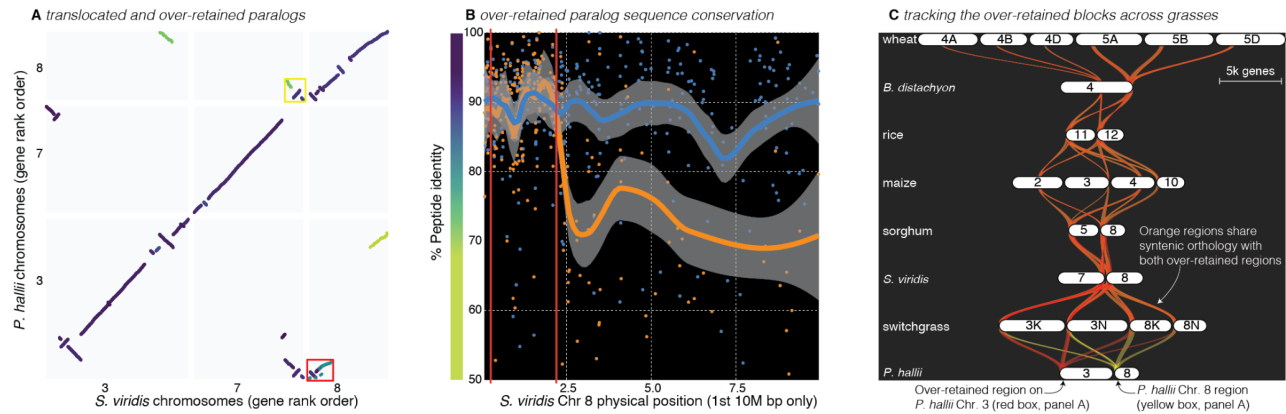 A translocated and over-retained paralogs
P. hallii chromosomes (gene rank order)
8
7
3
3
7
8
S. viridis chromosomes (gene rank order)
B over-retained paralog sequence conservation
% Peptide identity
100
90
80
70
60
50
2.5
5.0
7.5
S. viridis Chr 8 physical position (1st 10M bp only)
C tracking the over-retained blocks across grasses
wheat
4A
4B
4D
5A
5B
5D
5k genes
B. distachyon
4
rice
11
12
maize
2
3
4
10
sorghum
5
8
Orange regions share
syntenic orthology with
both over-retained regions
S. viridis
7
8
switchgrass
3K
3N
8K
8N
P. hallii
3
8
Over-retained region on
P. hallii Chr. 3 (red box, panel A)
P. hallii Chr. 8 region
(yellow box, panel A)